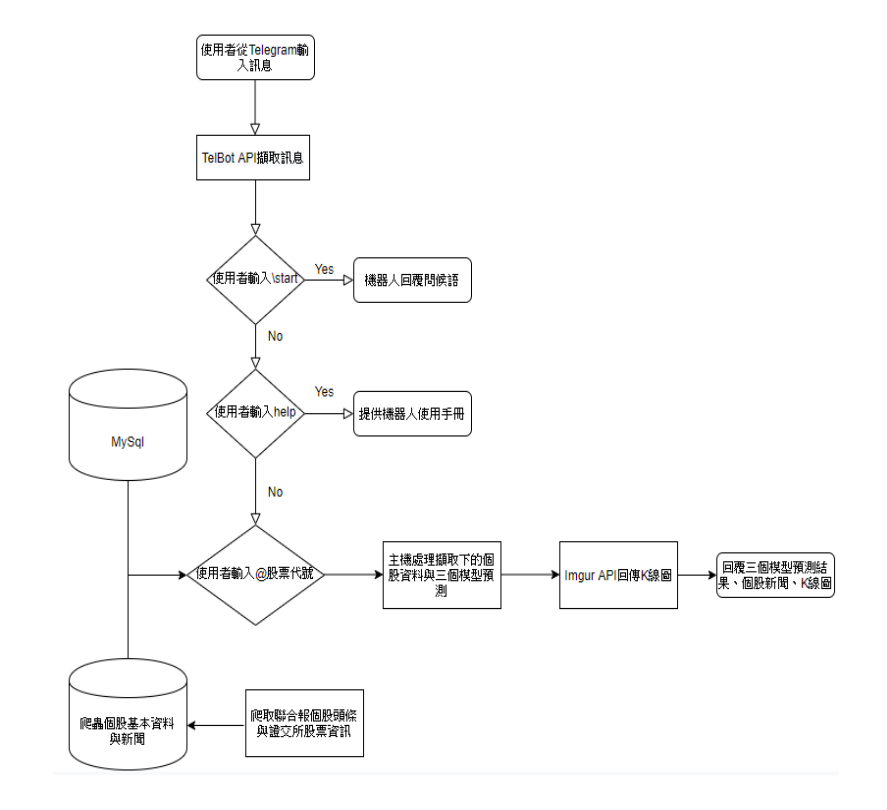 使用者從Telegram輸
入訊息
TelBot API擷取訊息
使用者輸入\start
Yes
機器人回覆問候語
No
使用者輸入help
Yes
提供機器人使用手冊
MySql
No
使用者輸入@股票代號
主機處理擷取下的個
股資料與三個模型預
測
Imgur API回傳K線圖
回覆三個模型預測結
果、個股新聞、K線圖
爬蟲個股基本資料
與新聞
爬取聯合報個股頭條
與證交所股票資訊